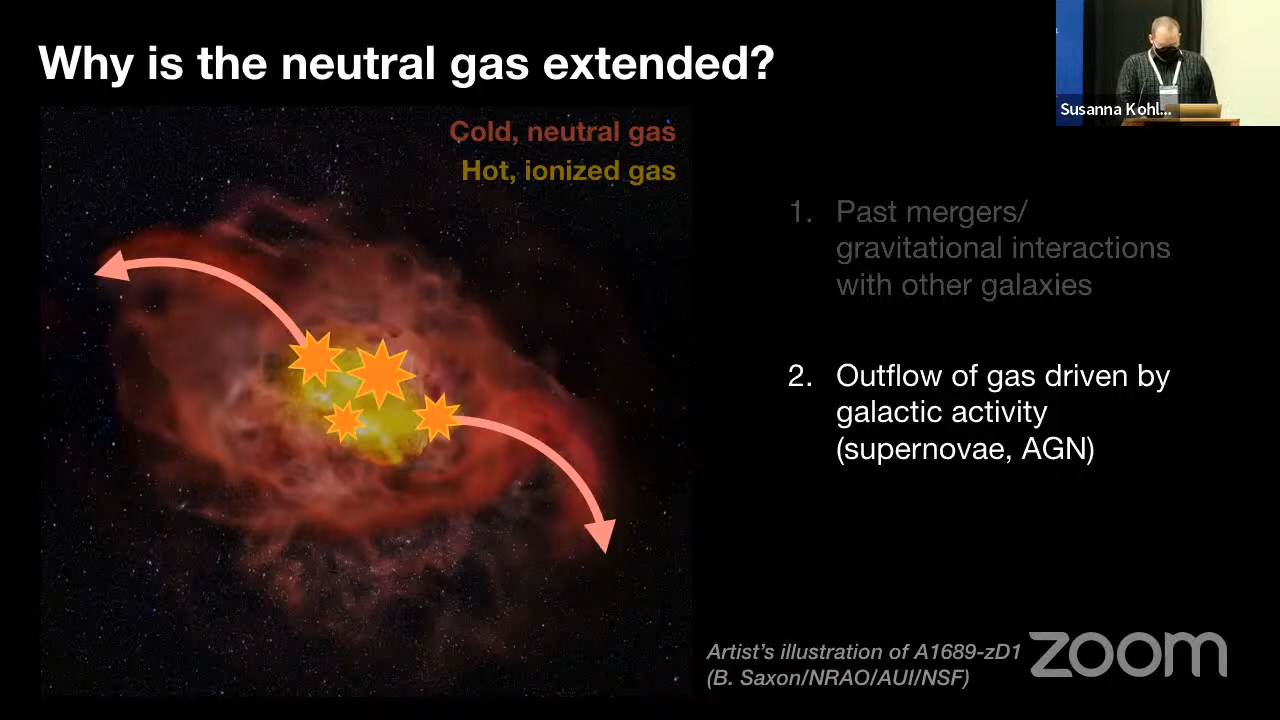 Why is the neutral gas extended?
Susanna Kohl...
Cold, neutral gas
Hot, ionized gas
1. Past mergers/
gravitational interactions
with other galaxies
2. Outflow of gas driven by
galactic activity
(supernovae, AGN)
Artist's illustration of A1689-zD1
(B. Saxon/NRAO/AUI/NSF)
zoom